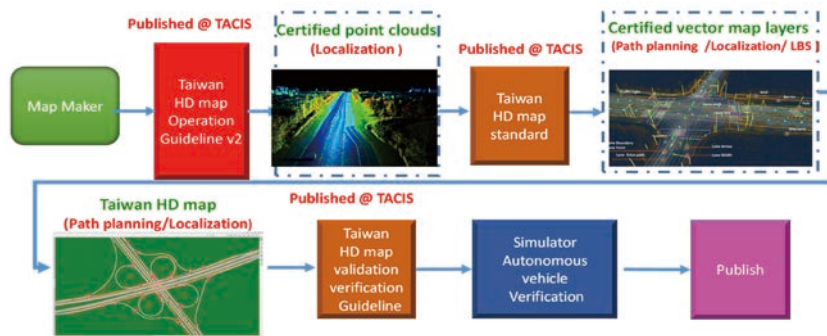 Published @ TACIS
Certified point clouds
(Localization )
Published @ TACIS
Certified vector map layers
(Path planning /Localization/ LBS )
Map Maker
Taiwan
HD map
Operation
Guideline v2
Taiwan
HD map
standard
Taiwan HD map
(Path planning/Localization)
Published @ TACIS
Taiwan
HD map
validation
verification
Guideline
Simulator
Autonomous
vehicle
Verification
Publish